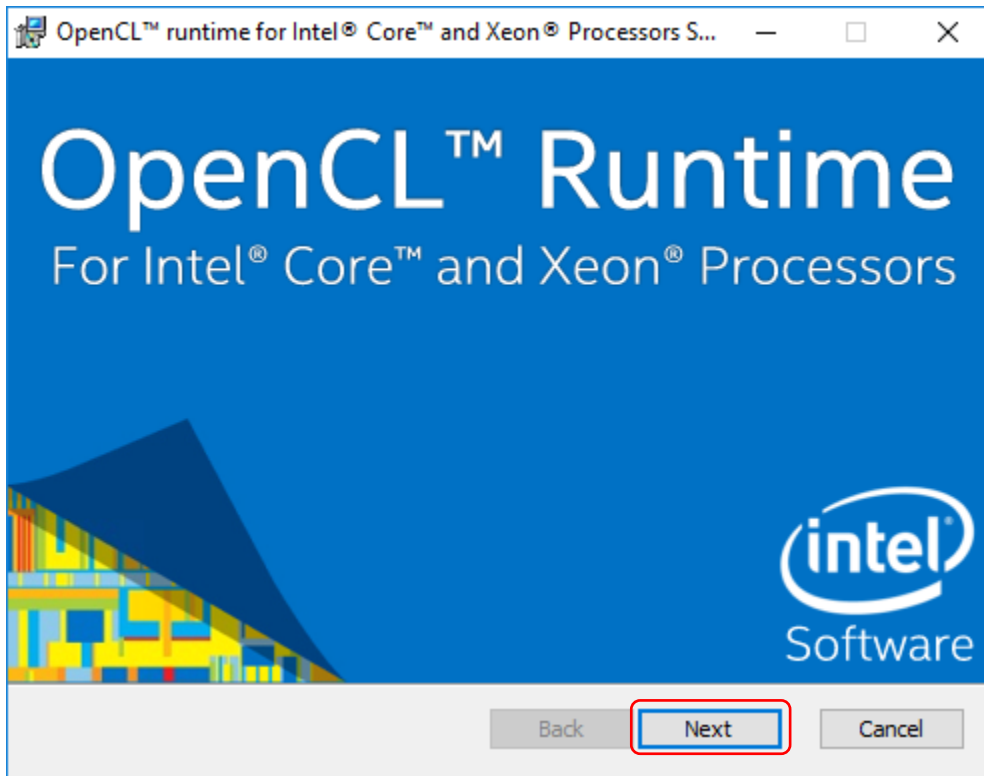 OpenCL™ runtime for Intel® Core™ and Xeon® Processors S...
OpenCL™ Runtime
For Intel® Core™ and Xeon® Processors
intel
Software
Back Next Cancel